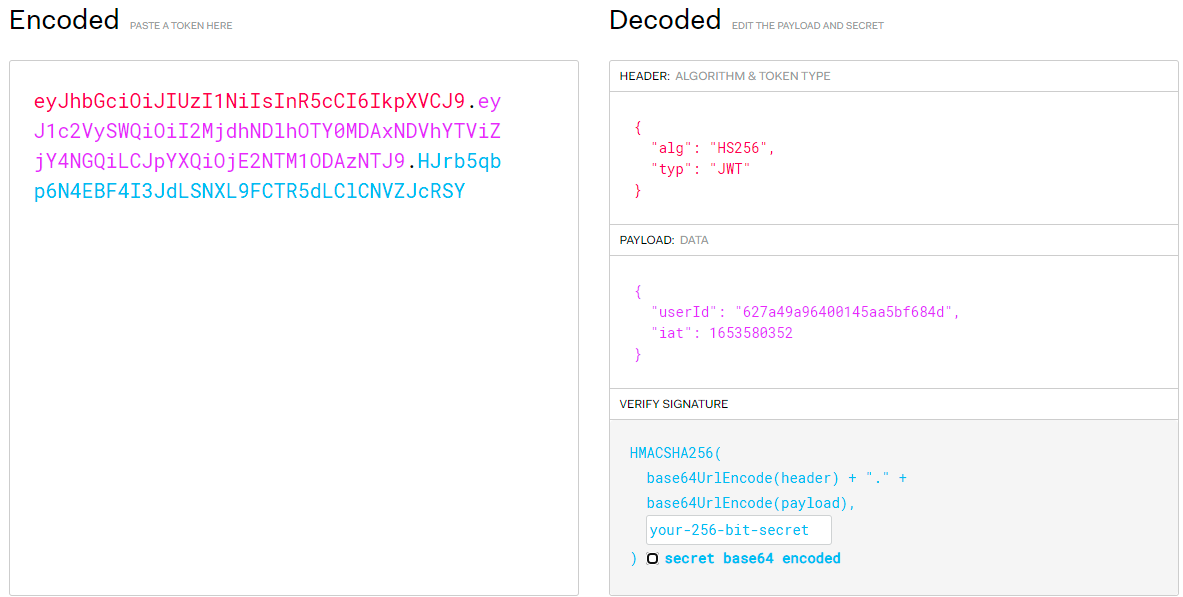 Encoded PASTE A TOKEN HERE
eyJhbGciOiJIUzI1NiIsInR5cCI6IkpXVCJ9.ey
J1c2VySWQiOiI2MjdhNDlhOTY0MDAxNDVhYTViZ
jY4NGQiLCJpYXQiOjE2NTM1ODAzNTJ9.HJrb5qb
p6N4EBF4I3JdLSNXL9FCTR5dLClCNVZJcRSY
Decoded EDIT THE PAYLOAD AND SECRET
HEADER: ALGORITHM & TOKEN TYPE
{
"alg": "HS256",
"typ": "JWT"
}
PAYLOAD: DATA
{
"userId": "627a49a96400145aa5bf684d",
"iat": 1653580352
}
VERIFY SIGNATURE
HMACSHA256(
base64UrlEncode(header) + "." +
base64UrlEncode(payload),
your-256-bit-secret
) secret base64 encoded